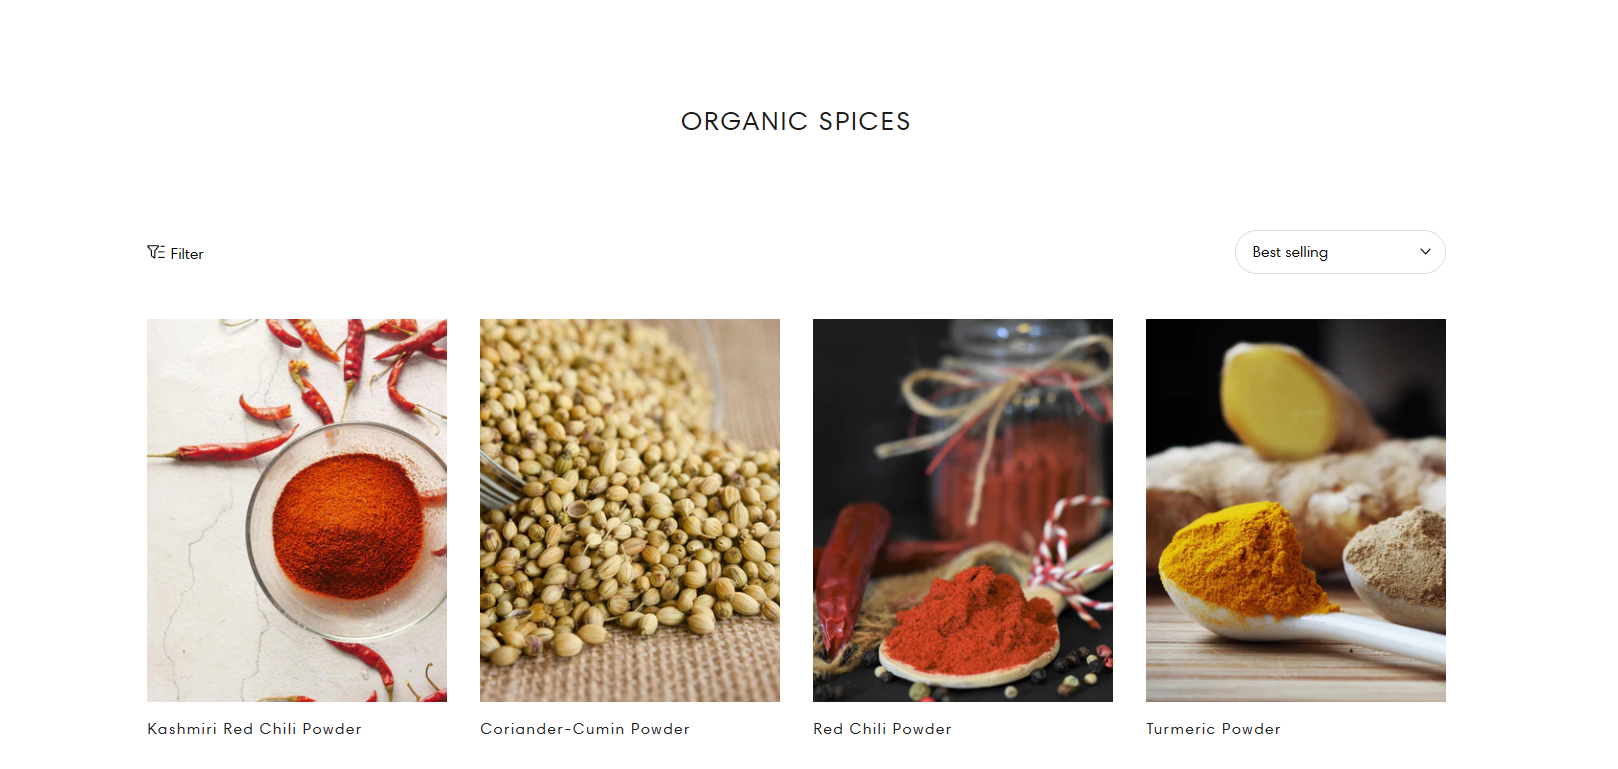 ORGANIC SPICES
Filter
Best selling
Kashmiri Red Chili Powder
Coriander-Cumin Powder
Red Chili Powder
Turmeric Powder